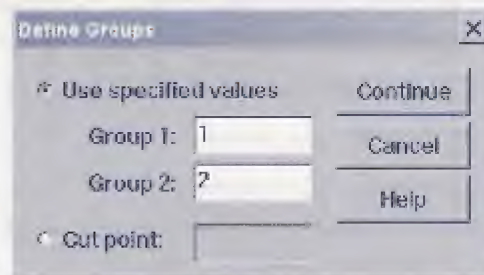 Define Groups
Use specified values
Continue
Group 1: 1
Cancel
Group 2: 2
Help
Cut point: